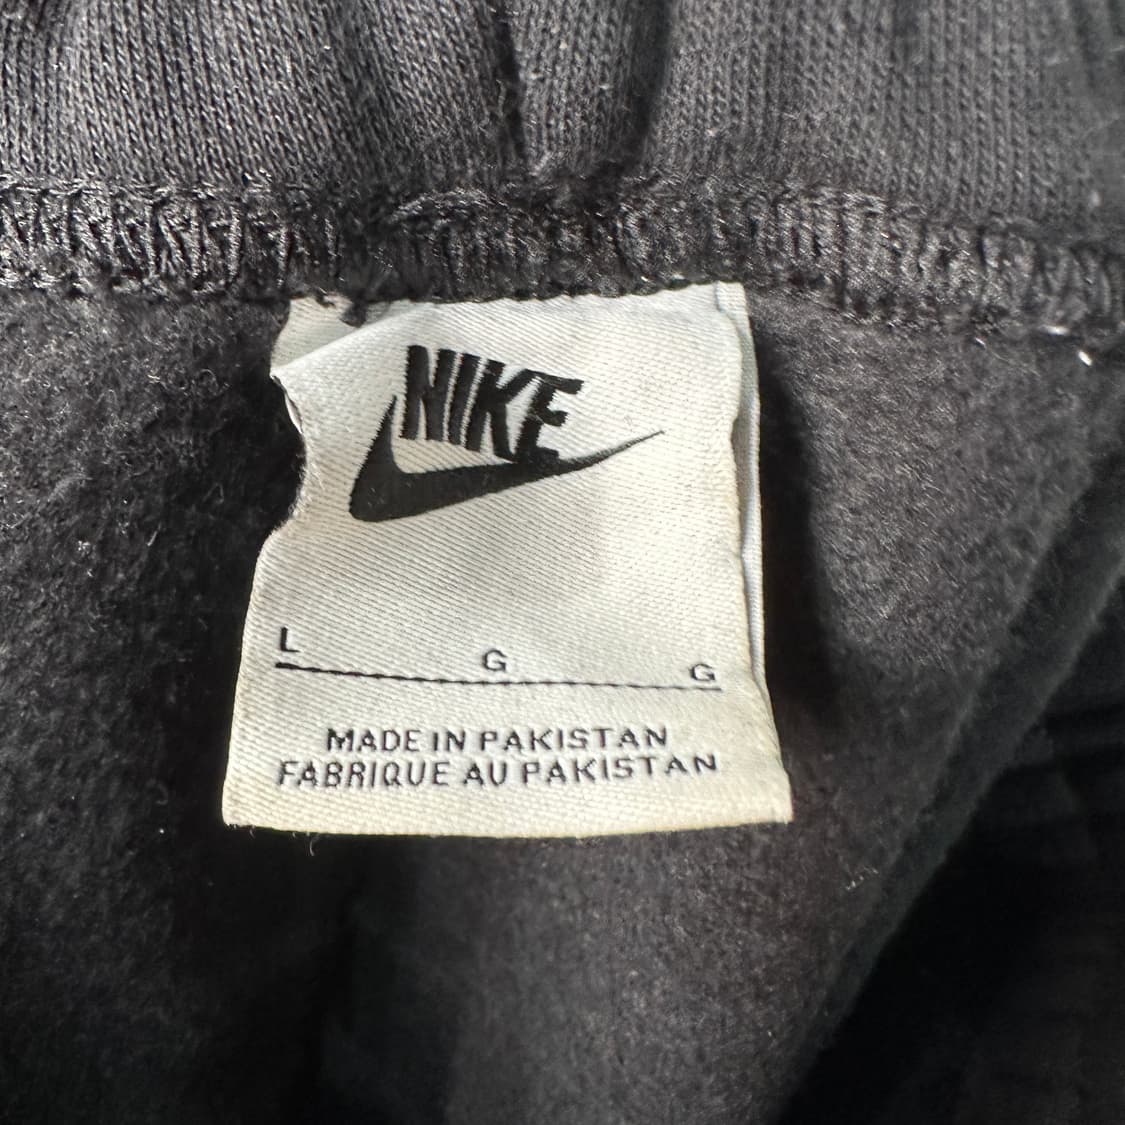 NIKE
L G G
MADE IN PAKISTAN
FABRIQUE AU PAKISTAN